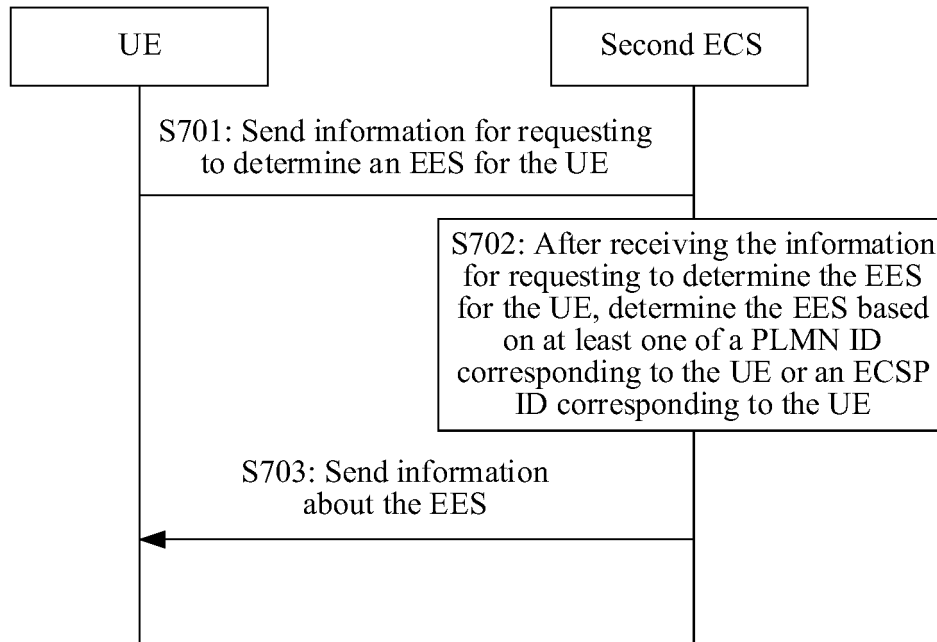 UE
Second ECS
S701: Send information for requesting
to determine an EES for the UE
S702: After receiving the information
for requesting to determine the EES
for the UE, determine the EES based
on at least one of a PLMN ID
corresponding to the UE or an ECSP
ID corresponding to the UE
S703: Send information
about the EES